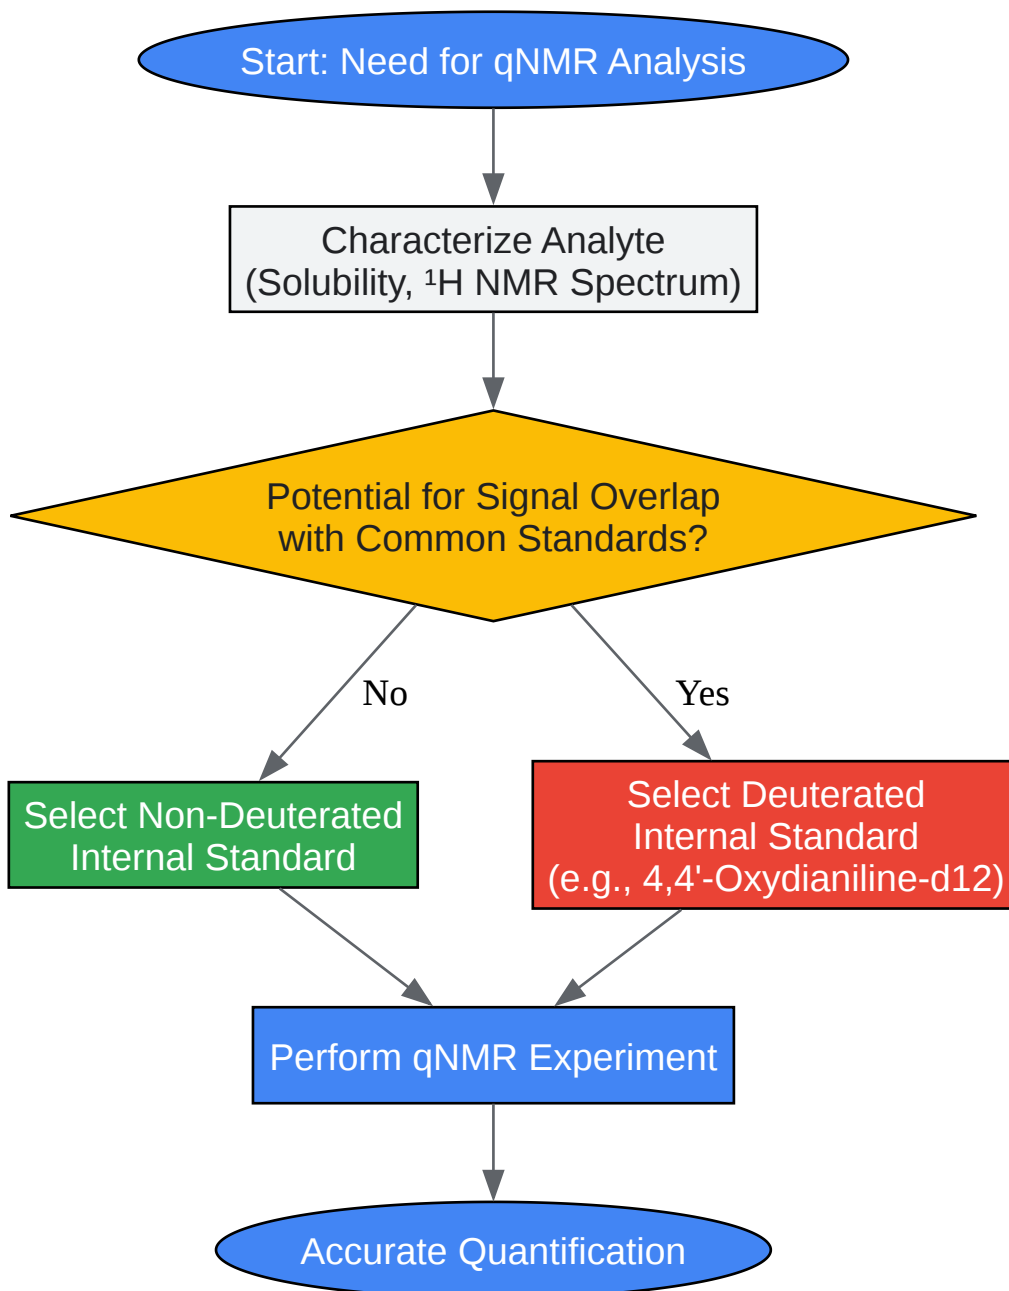 Start: Need for qNMR Analysis
Characterize Analyte
(Solubility, ¹H NMR Spectrum)
Potential for Signal Overlap
with Common Standards?
No
Yes
Select Non-Deuterated
Internal Standard
Select Deuterated
Internal Standard
(e.g., 4,4'-Oxydianiline-d12)
Perform qNMR Experiment
Accurate Quantification